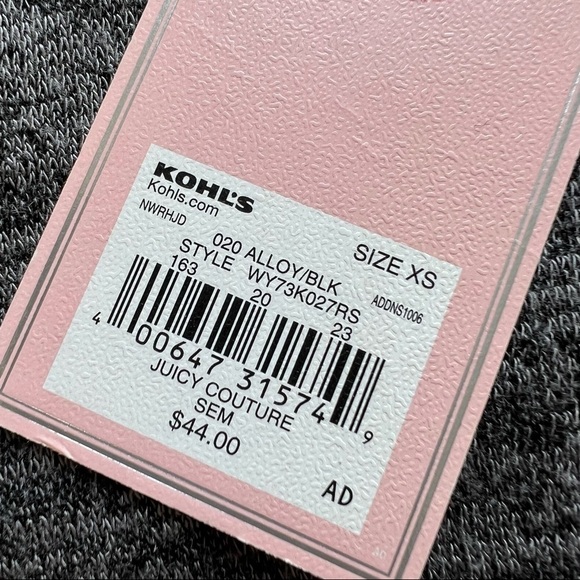 KOHL'S
Kohls.com
NWRHJD
020 ALLOY/BLK
SIZE XS
STYLE WY73K027RS
ADDNS1006
163 20 23
4 00647 31574 9
JUICY COUTURE
SEM
$44.00
AD
AD